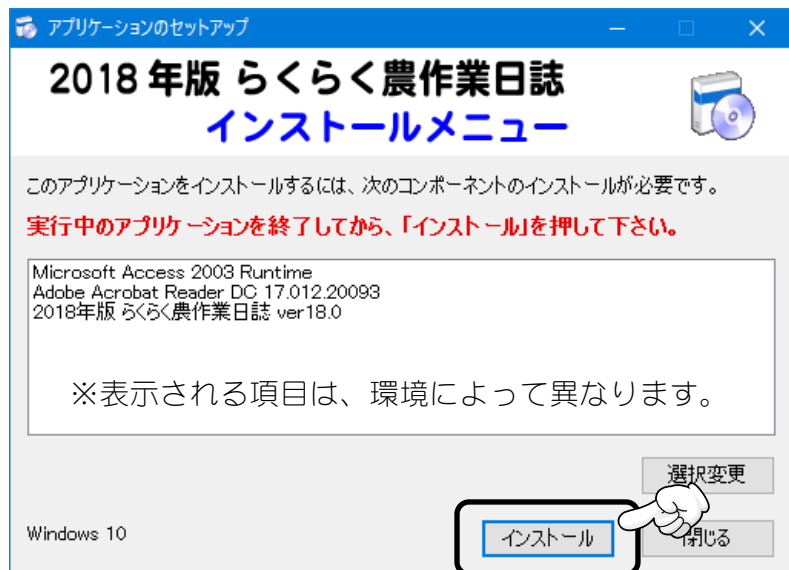 アプリケーションのセットアップ
2018 年版 らくらく農作業日誌
インストールメニュー
このアプリケーションをインストールするには、次のコンポーネントのインストールが必要です。
実行中のアプリケーションを終了してから、「インストール」を押して下さい。
Microsoft Access 2003 Runtime
Adobe Acrobat Reader DC 17.012.20093
2018年版 らくらく農作業日誌 ver18.0
※表示される項目は、環境によって異なります。
選択変更
Windows 10
インストール
閉じる